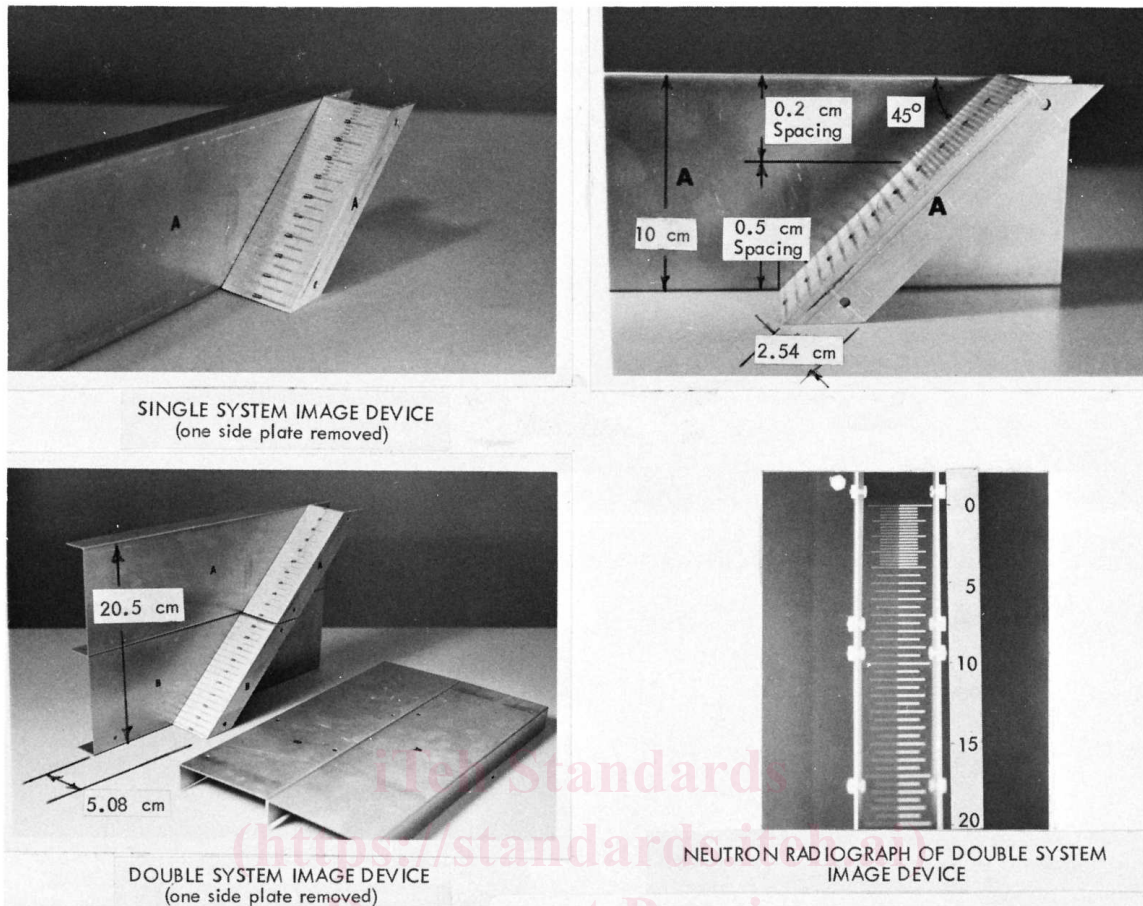 A
A
0.2 cm
Spacing
45°
A
A
10 cm
0.5 cm
Spacing
2.54 cm
SINGLE SYSTEM IMAGE DEVICE
(one side plate removed)
A
A
20.5 cm
B
B
5.08 cm
0
5
10
15
20
iTeh Standards
(https://standards.iteh.ai)
DOUBLE SYSTEM IMAGE DEVICE
(one side plate removed)
NEUTRON RADIOGRAPH OF DOUBLE SYSTEM
IMAGE DEVICE